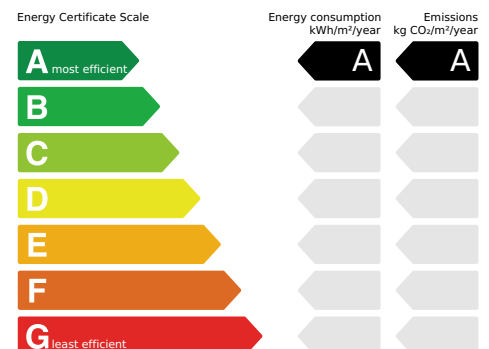 Energy Certificate Scale
Energy consumption
kWh/m²/year
Emissions
kg CO₂/m²/year
A most efficient
A
A
B
C
D
E
F
G least efficient